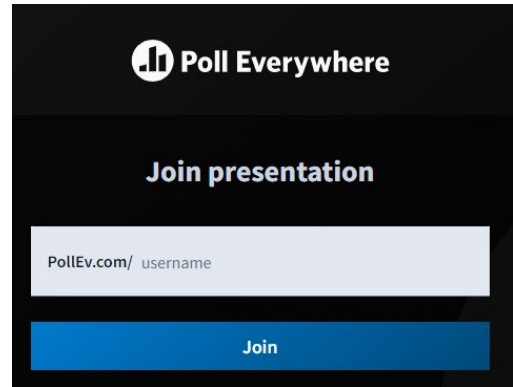 Poll Everywhere
Join presentation
PollEv.com/ username
Join